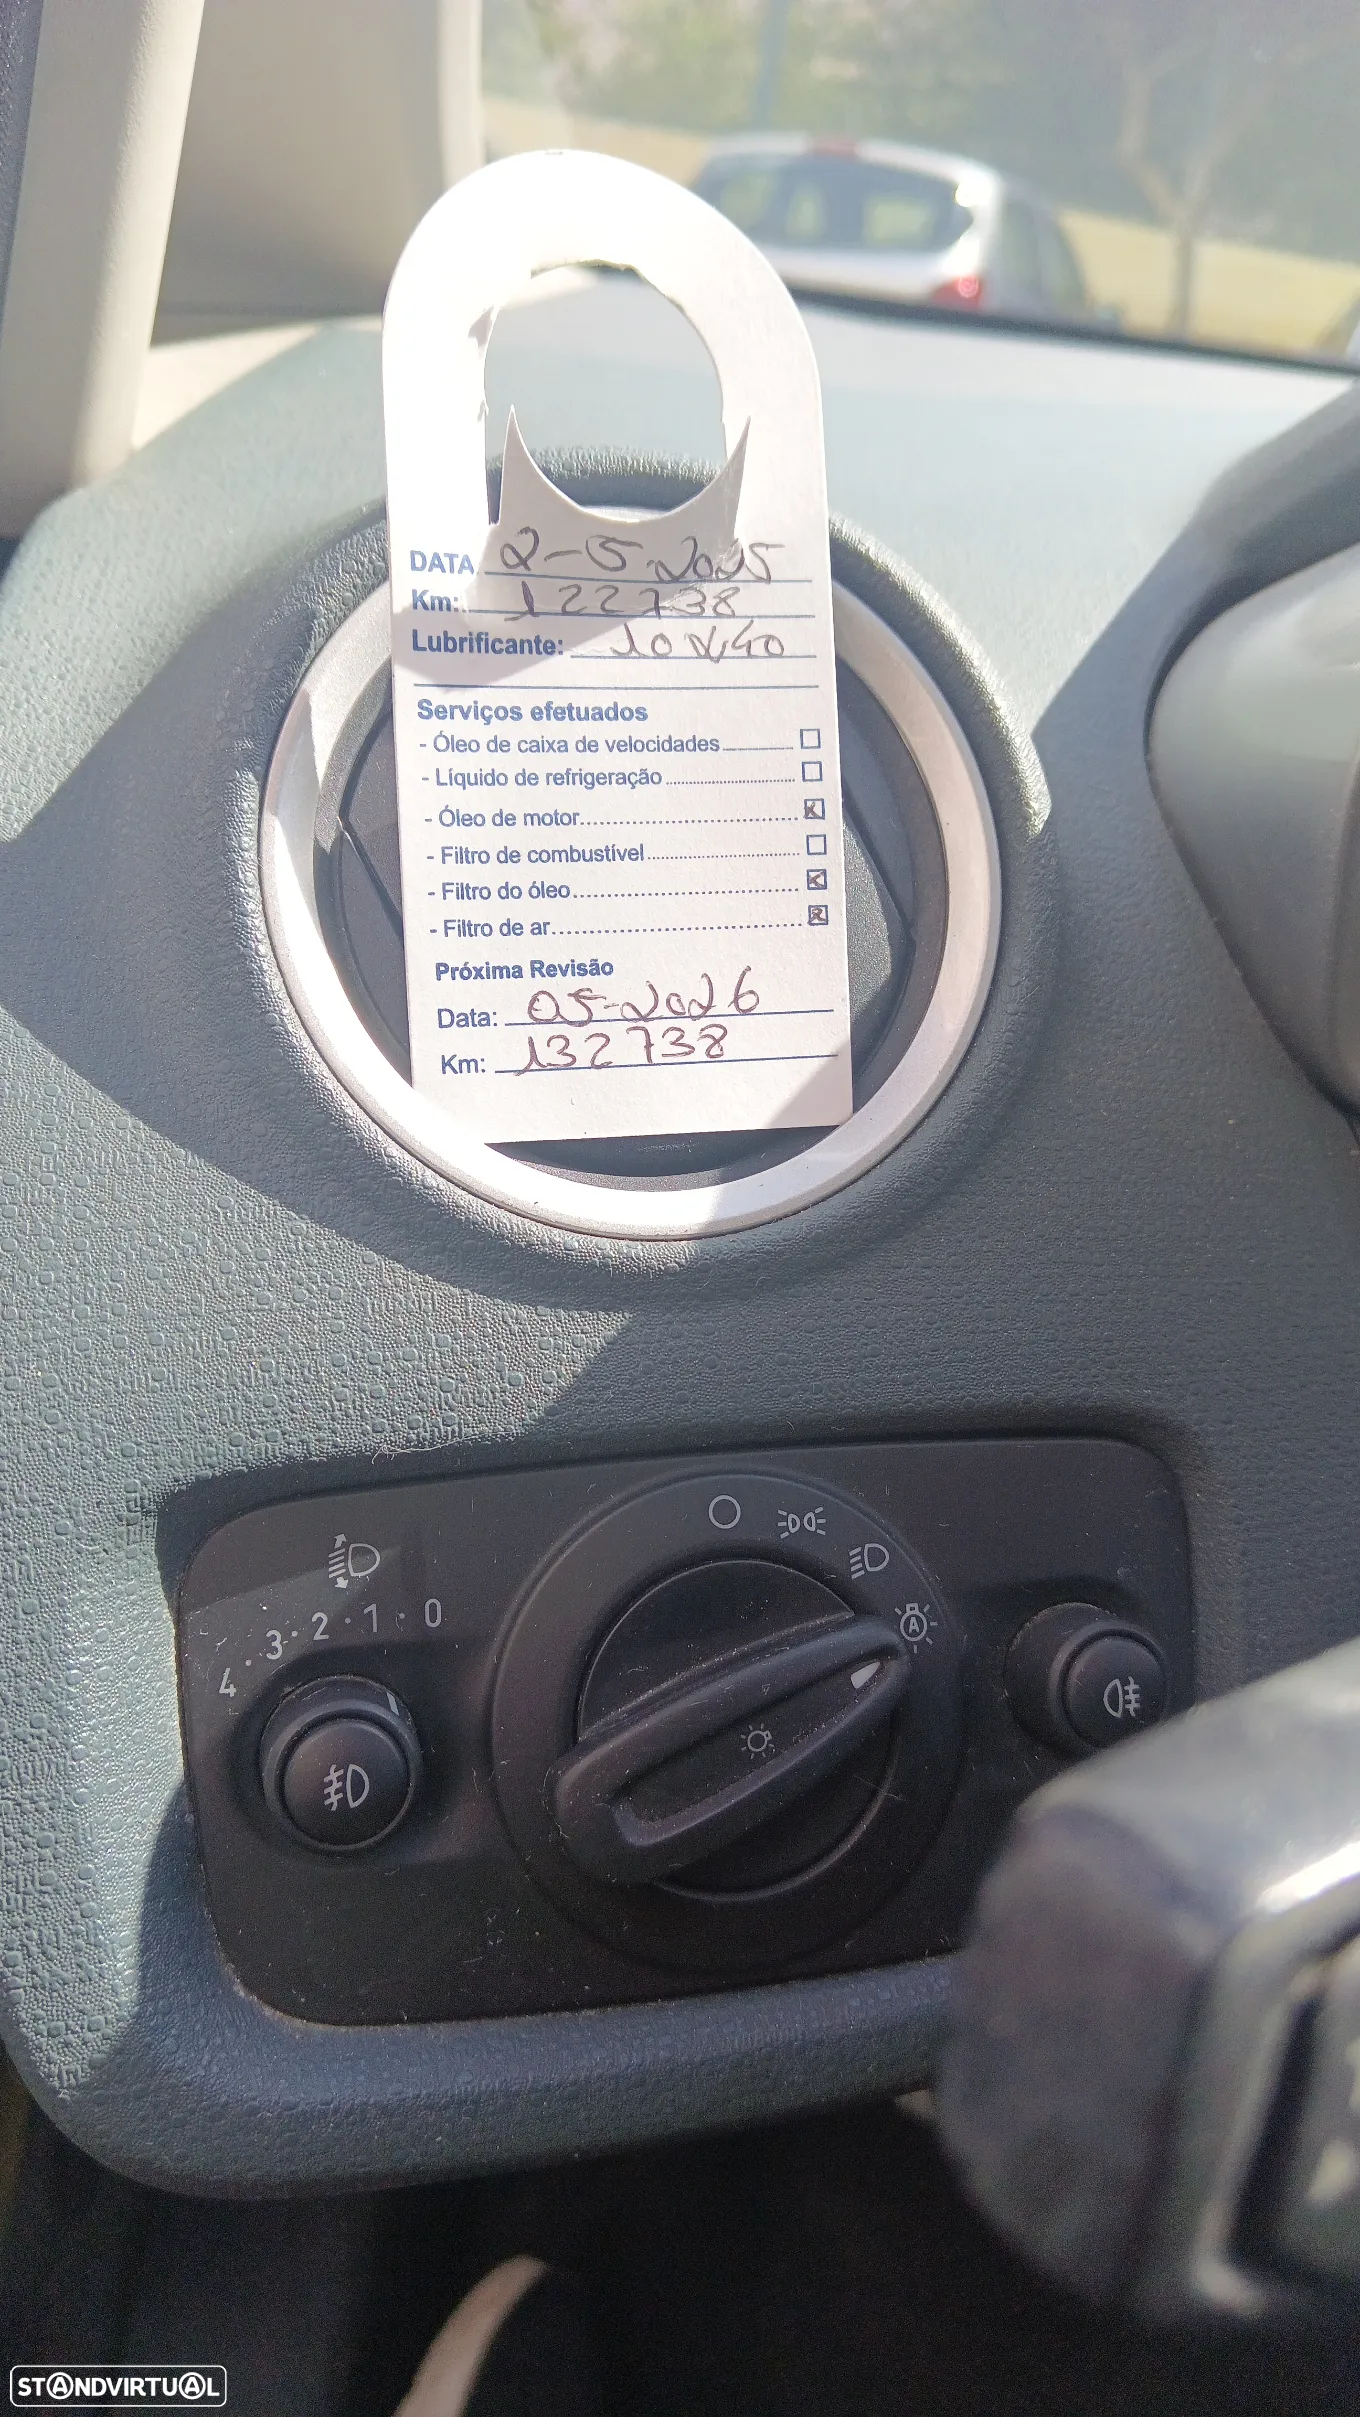 DATA 2-5-2025
Km: 122738
Lubrificante: 10W40
Serviços efetuados
- Óleo de caixa de velocidades
- Líquido de refrigeração
- Óleo de motor
- Filtro de combustível
- Filtro do óleo
- Filtro de ar
Próxima Revisão
Data: 05-2026
Km: 132738
4 · 3 · 2 · 1 · 0
A
STANDVIRTUAL